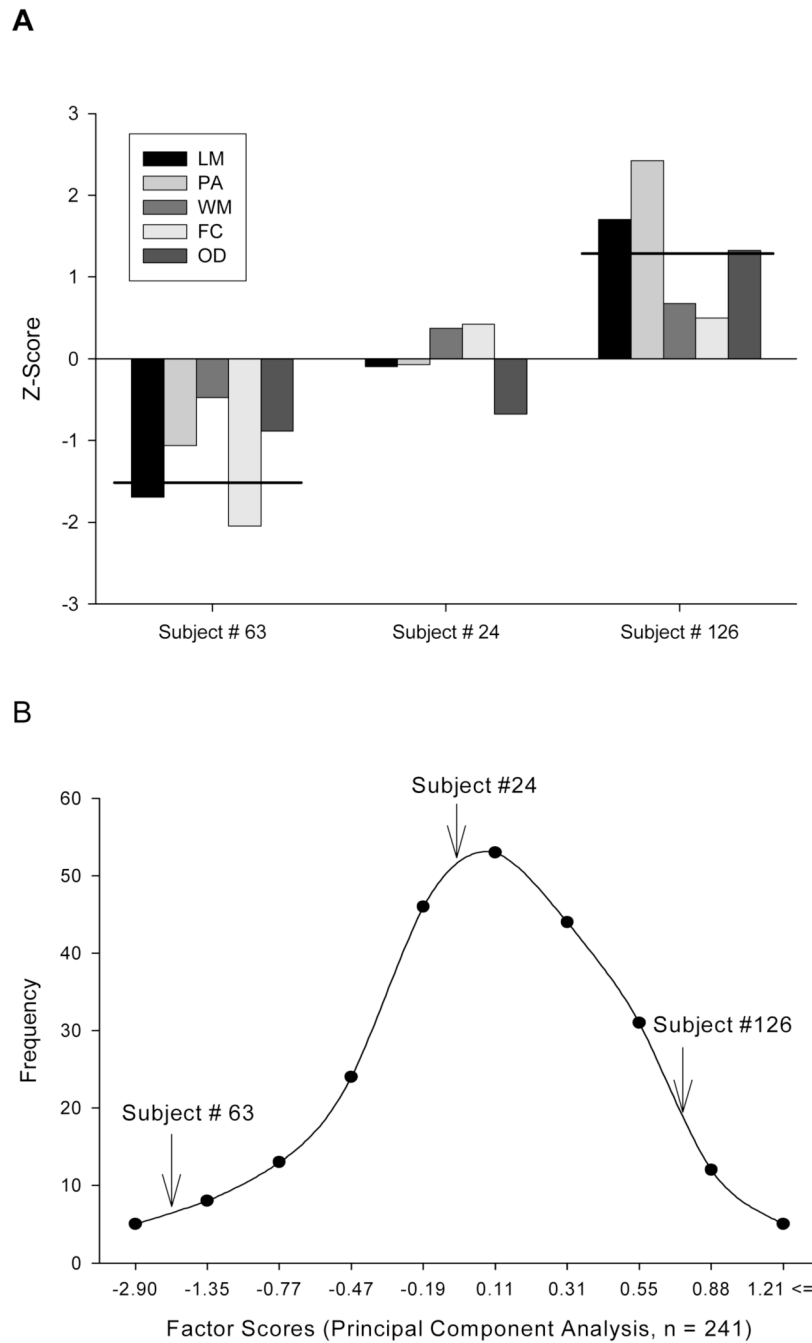 A
3
2
1
0
-1
-2
-3
Z-Score
LM
PA
WM
FC
OD
Subject # 63
Subject # 24
Subject # 126
B
60
50
40
30
20
10
0
Frequency
Subject #24
Subject #126
Subject # 63
-2.90 -1.35 -0.77 -0.47 -0.19 0.11 0.31 0.55 0.88 1.21 <=
Factor Scores (Principal Component Analysis, n = 241)